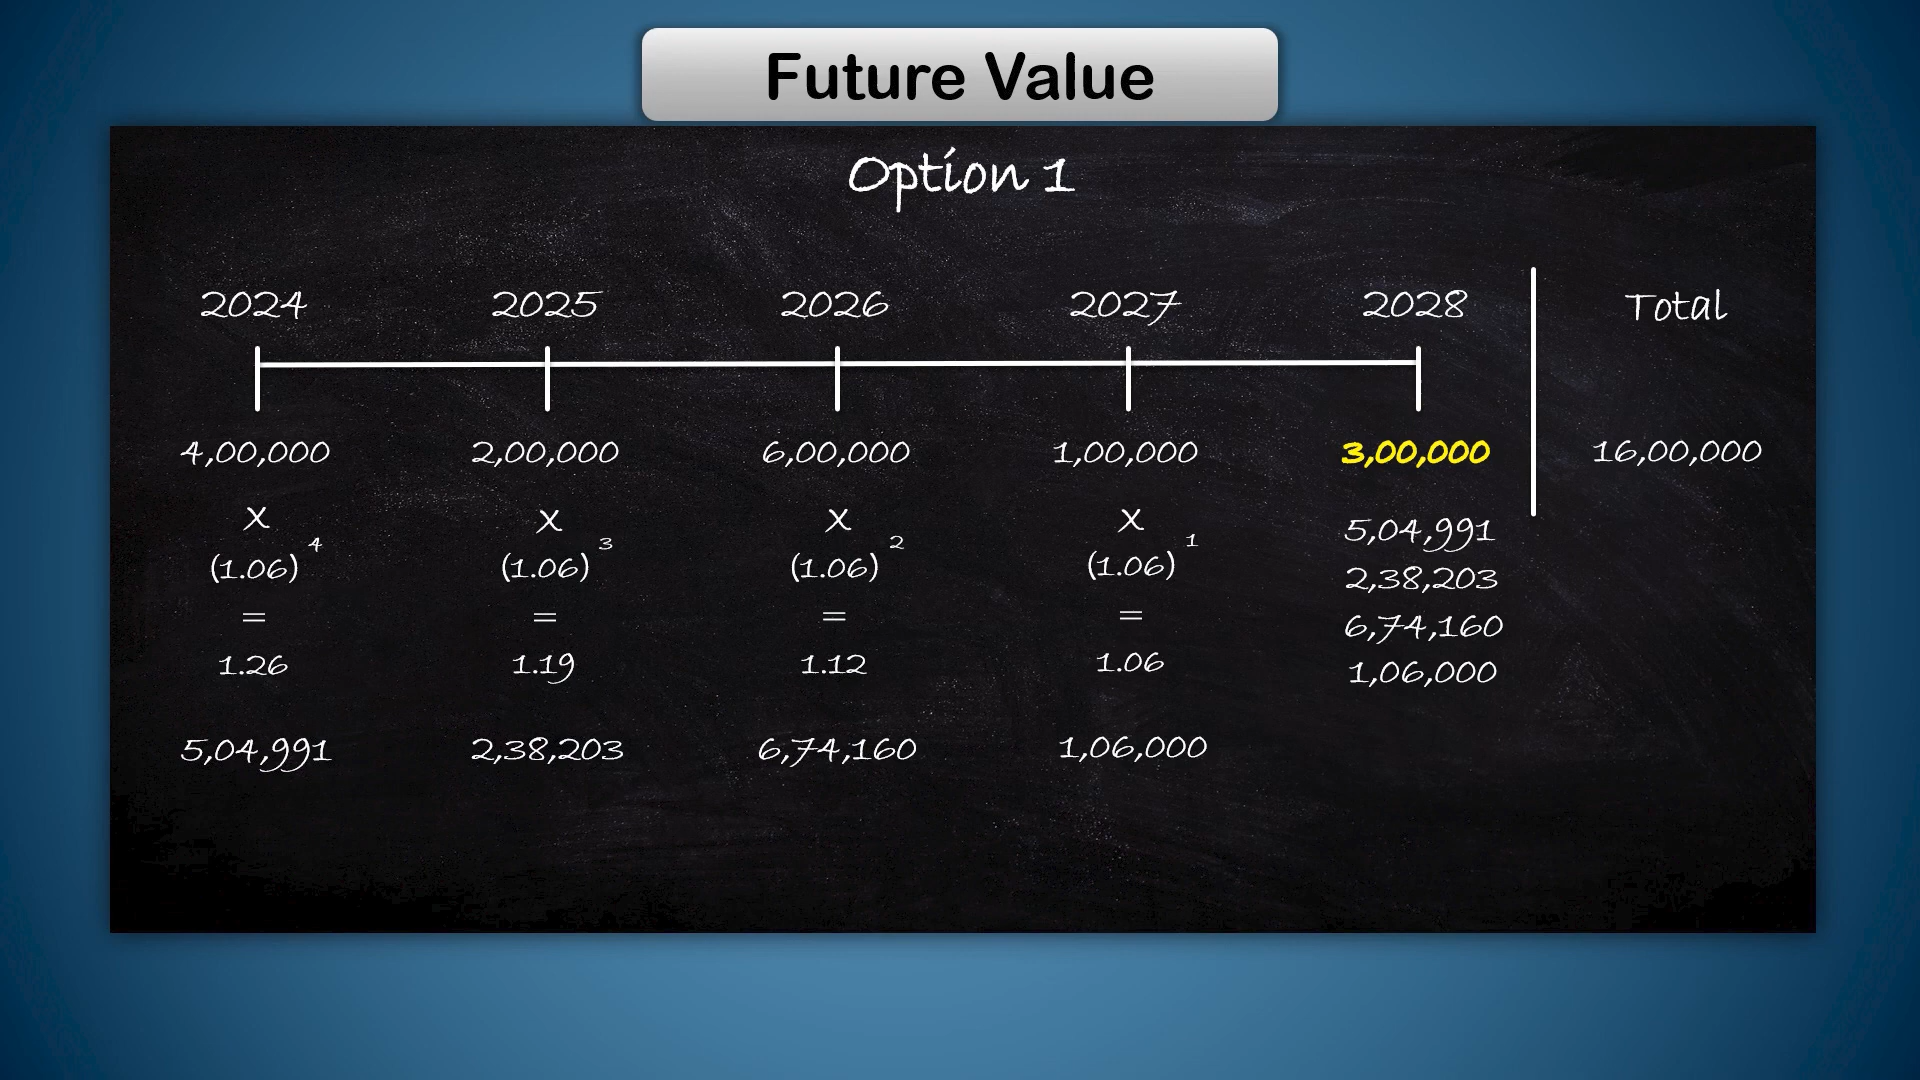 Future Value
Option 1
2024 2025 2026 2027 2028 Total
4,00,000 2,00,000 6,00,000 1,00,000 3,00,000 16,00,000
X X X X 5,04,991
(1.06) 4 (1.06) 3 (1.06) 2 (1.06) 1 2,38,203
= = = = 6,74,160
1.26 1.19 1.12 1.06 1,06,000
5,04,991 2,38,203 6,74,160 1,06,000